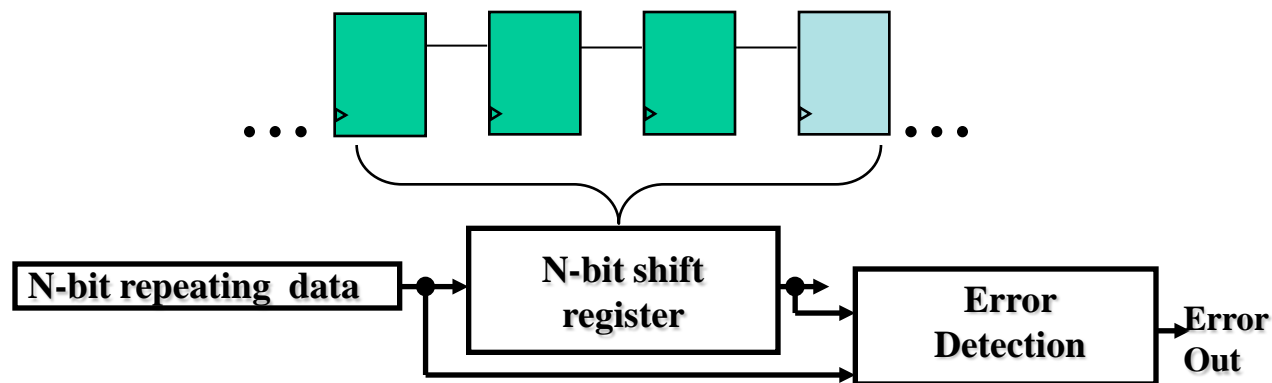 N-bit repeating data
N-bit shift
register
Error
Detection
Error
Out